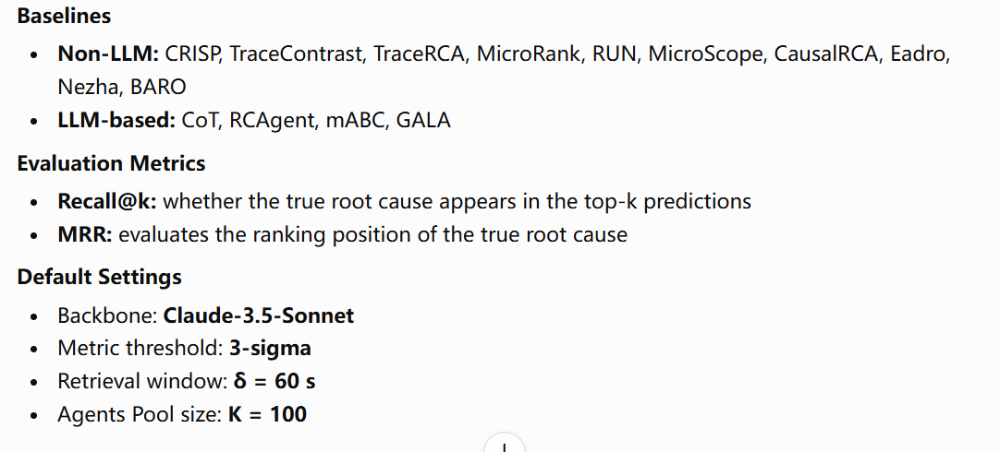 Baselines
• Non-LLM: CRISP, TraceContrast, TraceRCA, MicroRank, RUN, MicroScope, CausalRCA, Eadro,
Nezha, BARO
• LLM-based: CoT, RCAgent, mABC, GALA
Evaluation Metrics
• Recall@k: whether the true root cause appears in the top-k predictions
• MRR: evaluates the ranking position of the true root cause
Default Settings
• Backbone: Claude-3.5-Sonnet
• Metric threshold: 3-sigma
• Retrieval window: δ = 60 s
• Agents Pool size: K = 100